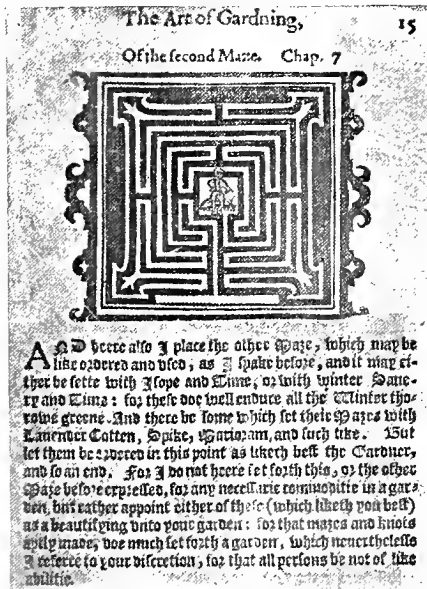 The Art of Gardning,
15
Of the second Maze. Chap. 7
AND heere also I place the other Maze, which may be
like ordered and vsed, as I spake before, and it may ei-
ther be sette with Isope and Time, or with winter Saue-
ry and Time: for these doe well endure all the Winter tho-
rowe greene. And there be some which set their Mazes with
Lauender Cotten, Spike, Marioram, and such like. But
let them be ordered in this point as liketh best the Gardner,
and so an end. For I do not heere set forth this, or the other
Maze before expressed, for any necessarie commoditie in a gar-
den, but rather appoint either of these (which liketh you best)
as a beautifying vnto your garden: for that mazes and knots
aptly made, doe much set forth a garden, which neuerthelesse
I referre to your discretion, for that all persons be not of like
abilitie.